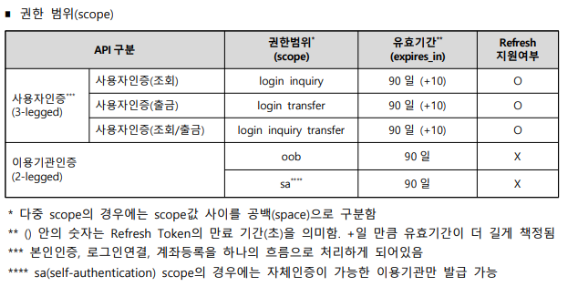 ■ 권한 범위(scope)
API 구분 권한범위* (scope) 유효기간** (expires_in) Refresh 지원여부
사용자인증*** (3-legged) 사용자인증(조회) login inquiry 90 일 (+10) O
사용자인증(출금) login transfer 90 일 (+10) O
사용자인증(조회/출금) login inquiry transfer 90 일 (+10) O
이용기관인증 (2-legged) oob 90 일 X
sa**** 90 일 X
* 다중 scope의 경우에는 scope값 사이를 공백(space)으로 구분함
** () 안의 숫자는 Refresh Token의 만료 기간(초)을 의미함. +일 만큼 유효기간이 더 길게 책정됨
*** 본인인증, 로그인연결, 계좌등록을 하나의 흐름으로 처리하게 되어있음
**** sa(self-authentication) scope의 경우에는 자체인증이 가능한 이용기관만 발급 가능